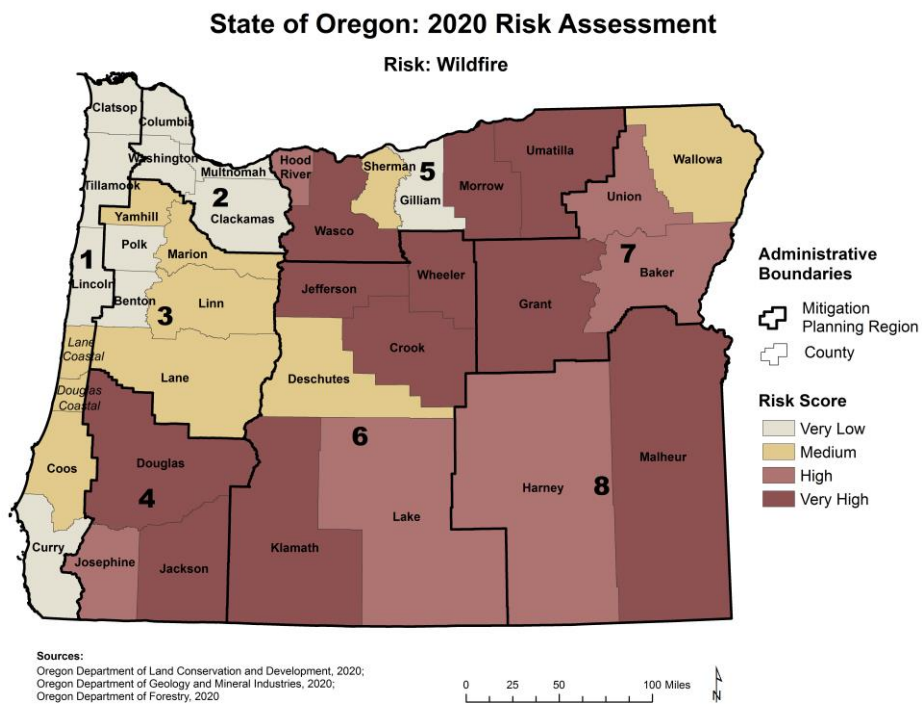 State of Oregon: 2020 Risk Assessment
Risk: Wildfire
Clatsop
Columbia
Washington
Tillamook
Multnomah
2
Clackamas
Hood
River
Sherman
5
Gilliam
Morrow
Umatilla
Wallowa
Union
Wasco
Yamhill
Polk
Marion
1
Lincoln
Benton
3
Linn
Jefferson
Wheeler
Grant
7
Baker
Crook
Lane
Coastal
Lane
Deschutes
Douglas
Coastal
Coos
Douglas
4
6
Lake
Harney
8
Malheur
Curry
Josephine
Jackson
Klamath
Administrative
Boundaries
Mitigation
Planning Region
County
Risk Score
Very Low
Medium
High
Very High
Sources:
Oregon Department of Land Conservation and Development, 2020;
Oregon Department of Geology and Mineral Industries, 2020;
Oregon Department of Forestry, 2020
0 25 50 100 Miles
N